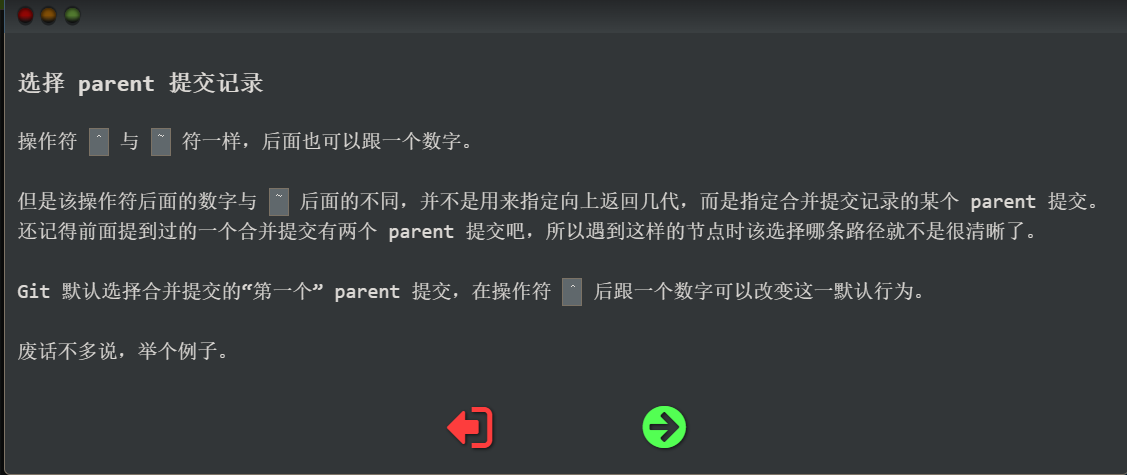 选择 parent 提交记录
操作符 ^ 与 ~ 符一样，后面也可以跟一个数字。
但是该操作符后面的数字与 ~ 后面的不同，并不是用来指定向上返回几代，而是指定合并提交记录的某个 parent 提交。
还记得前面提到过的一个合并提交有两个 parent 提交吧，所以遇到这样的节点时该选择哪条路径就不是很清晰了。
Git 默认选择合并提交的“第一个” parent 提交，在操作符 ^ 后跟一个数字可以改变这一默认行为。
废话不多说，举个例子。